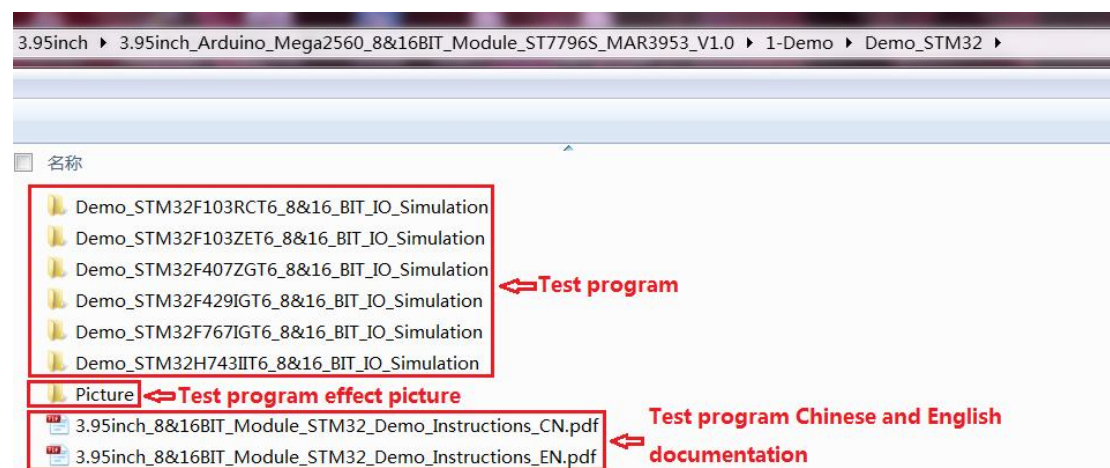 3.95inch ▸ 3.95inch_Arduino_Mega2560_8&16BIT_Module_ST7796S_MAR3953_V1.0 ▸ 1-Demo ▸ Demo_STM32 ▸
名称
Demo_STM32F103RCT6_8&16_BIT_IO_Simulation
Demo_STM32F103ZET6_8&16_BIT_IO_Simulation
Demo_STM32F407ZGT6_8&16_BIT_IO_Simulation
Demo_STM32F429IGT6_8&16_BIT_IO_Simulation
Demo_STM32F767IGT6_8&16_BIT_IO_Simulation
Demo_STM32H743IIT6_8&16_BIT_IO_Simulation
Test program
Picture
Test program effect picture
3.95inch_8&16BIT_Module_STM32_Demo_Instructions_CN.pdf
3.95inch_8&16BIT_Module_STM32_Demo_Instructions_EN.pdf
Test program Chinese and English
documentation